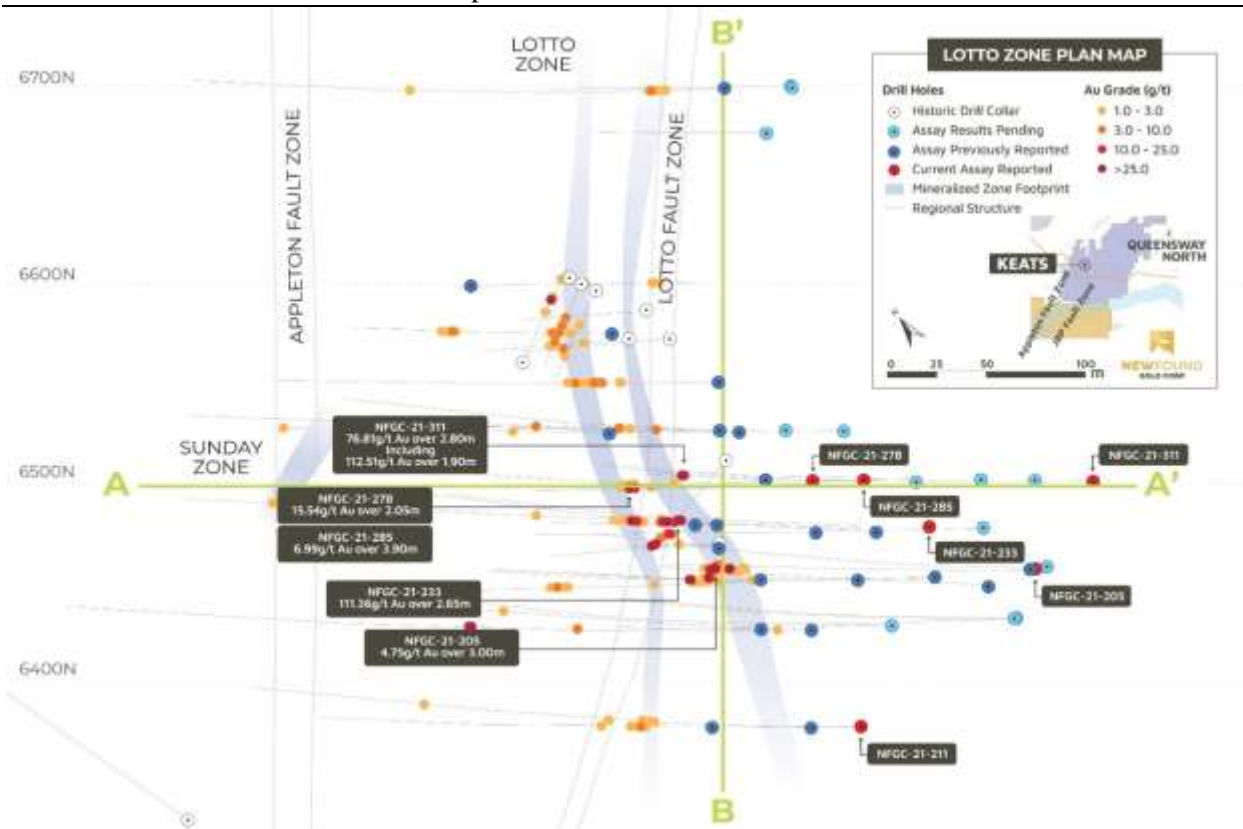 B'
LOTTO
ZONE
6700N
LOTTO ZONE PLAN MAP
Drill Holes
Historic Drill Collar
Assay Results Pending
Assay Previously Reported
Current Assay Reported
Mineralized Zone Footprint
Regional Structure
Au Grade (g/t)
1.0 - 3.0
3.0 - 10.0
10.0 - 25.0
>25.0
QUEENSWAY
NORTH
KEATS
Appleton Fault Zone
JBP Fault Zone
0 25 50 100 m
NEWFOUND
GOLD CORP
APPLETON FAULT ZONE
LOTTO FAULT ZONE
6600N
SUNDAY
ZONE
NFGC-21-311
76.81g/t Au over 2.80m
Including
112.51g/t Au over 1.90m
NFGC-21-278
NFGC-21-311
6500N
A
A'
NFGC-21-278
15.54g/t Au over 2.05m
NFGC-21-285
NFGC-21-285
6.99g/t Au over 3.90m
NFGC-21-233
NFGC-21-233
111.36g/t Au over 2.85m
NFGC-21-205
NFGC-21-205
4.75g/t Au over 3.00m
6400N
NFGC-21-211
B